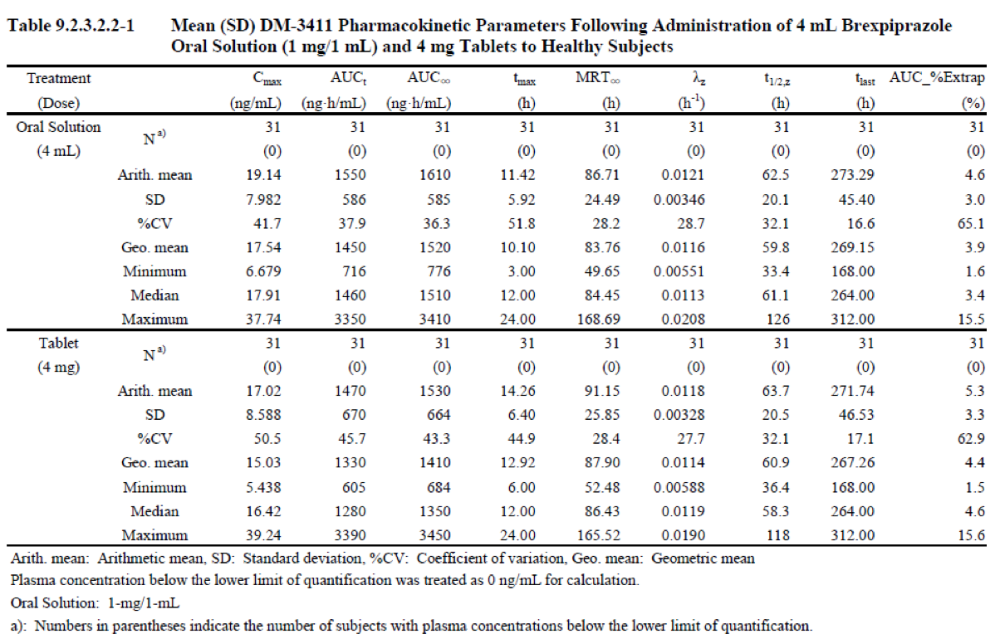 Table 9.2.3.2.2-1 Mean (SD) DM-3411 Pharmacokinetic Parameters Following Administration of 4 mL Brexpiprazole
Oral Solution (1 mg/1 mL) and 4 mg Tablets to Healthy Subjects
Treatment Cmax AUCt AUC∞ tmax MRT∞ λz t1/2,z tlast AUC_%Extrap
(Dose) (ng/mL) (ng·h/mL) (ng·h/mL) (h) (h) (h-1) (h) (h) (%)
Oral Solution N a) 31 31 31 31 31 31 31 31 31
(4 mL) (0) (0) (0) (0) (0) (0) (0) (0) (0)
Arith. mean 19.14 1550 1610 11.42 86.71 0.0121 62.5 273.29 4.6
SD 7.982 586 585 5.92 24.49 0.00346 20.1 45.40 3.0
%CV 41.7 37.9 36.3 51.8 28.2 28.7 32.1 16.6 65.1
Geo. mean 17.54 1450 1520 10.10 83.76 0.0116 59.8 269.15 3.9
Minimum 6.679 716 776 3.00 49.65 0.00551 33.4 168.00 1.6
Median 17.91 1460 1510 12.00 84.45 0.0113 61.1 264.00 3.4
Maximum 37.74 3350 3410 24.00 168.69 0.0208 126 312.00 15.5
Tablet N a) 31 31 31 31 31 31 31 31 31
(4 mg) (0) (0) (0) (0) (0) (0) (0) (0) (0)
Arith. mean 17.02 1470 1530 14.26 91.15 0.0118 63.7 271.74 5.3
SD 8.588 670 664 6.40 25.85 0.00328 20.5 46.53 3.3
%CV 50.5 45.7 43.3 44.9 28.4 27.7 32.1 17.1 62.9
Geo. mean 15.03 1330 1410 12.92 87.90 0.0114 60.9 267.26 4.4
Minimum 5.438 605 684 6.00 52.48 0.00588 36.4 168.00 1.5
Median 16.42 1280 1350 12.00 86.43 0.0119 58.3 264.00 4.6
Maximum 39.24 3390 3450 24.00 165.52 0.0190 118 312.00 15.6
Arith. mean: Arithmetic mean, SD: Standard deviation, %CV: Coefficient of variation, Geo. mean: Geometric mean
Plasma concentration below the lower limit of quantification was treated as 0 ng/mL for calculation.
Oral Solution: 1-mg/1-mL
a): Numbers in parentheses indicate the number of subjects with plasma concentrations below the lower limit of quantification.